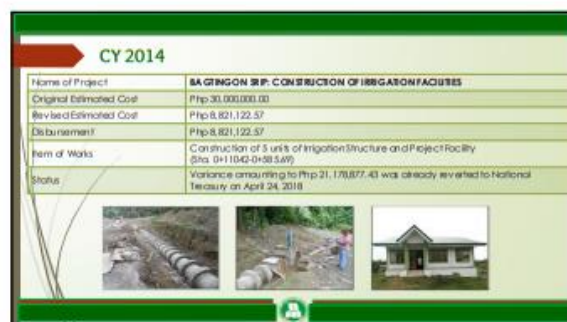 CY 2014
Name of Project
BAGTINGON SRIP: CONSTRUCTION OF IRRIGATION FACILITIES
Original Estimated Cost
Php 30,000,000.00
Revised Estimated Cost
Php 8,821,122.57
Disbursement
Php 8,821,122.57
Item of Works
Construction of 5 units of Irrigation Structure and Project Facility
(Sta. 0+11042-0+585.69)
Status
Variance amounting to Php 21,178,877.43 was already reverted to National
Treasury on April 24, 2018